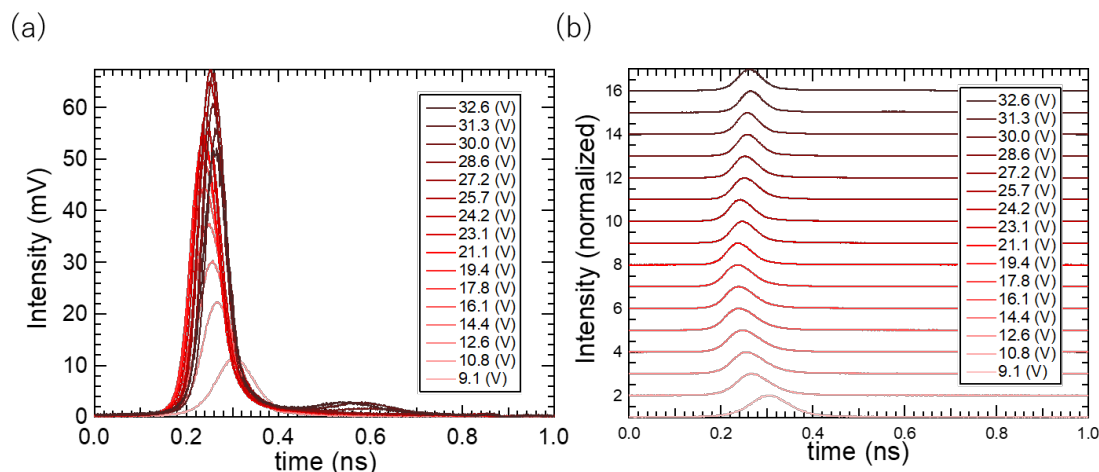 (a)
(b)
Intensity (mV)
60
50
40
30
20
10
0
0.0 0.2 0.4 0.6 0.8 1.0
time (ns)
32.6 (V)
31.3 (V)
30.0 (V)
28.6 (V)
27.2 (V)
25.7 (V)
24.2 (V)
23.1 (V)
21.1 (V)
19.4 (V)
17.8 (V)
16.1 (V)
14.4 (V)
12.6 (V)
10.8 (V)
9.1 (V)
Intensity (normalized)
16
14
12
10
8
6
4
2
0.0 0.2 0.4 0.6 0.8 1.0
time (ns)
32.6 (V)
31.3 (V)
30.0 (V)
28.6 (V)
27.2 (V)
25.7 (V)
24.2 (V)
23.1 (V)
21.1 (V)
19.4 (V)
17.8 (V)
16.1 (V)
14.4 (V)
12.6 (V)
10.8 (V)
9.1 (V)